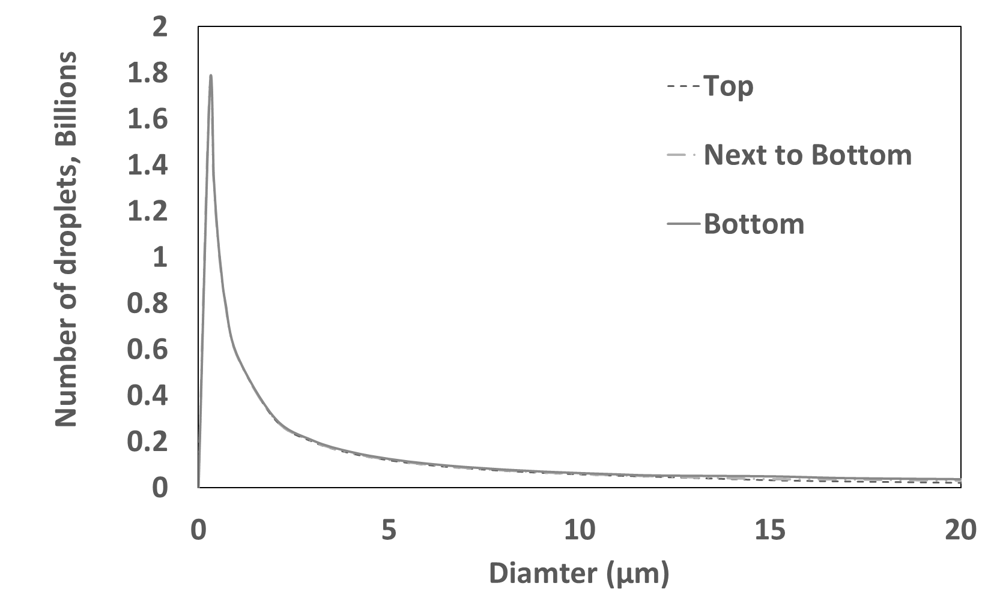 Number of droplets, Billions
2
1.8
1.6
1.4
1.2
1
0.8
0.6
0.4
0.2
0
Top
Next to Bottom
Bottom
0 5 10 15 20
Diamter (µm)